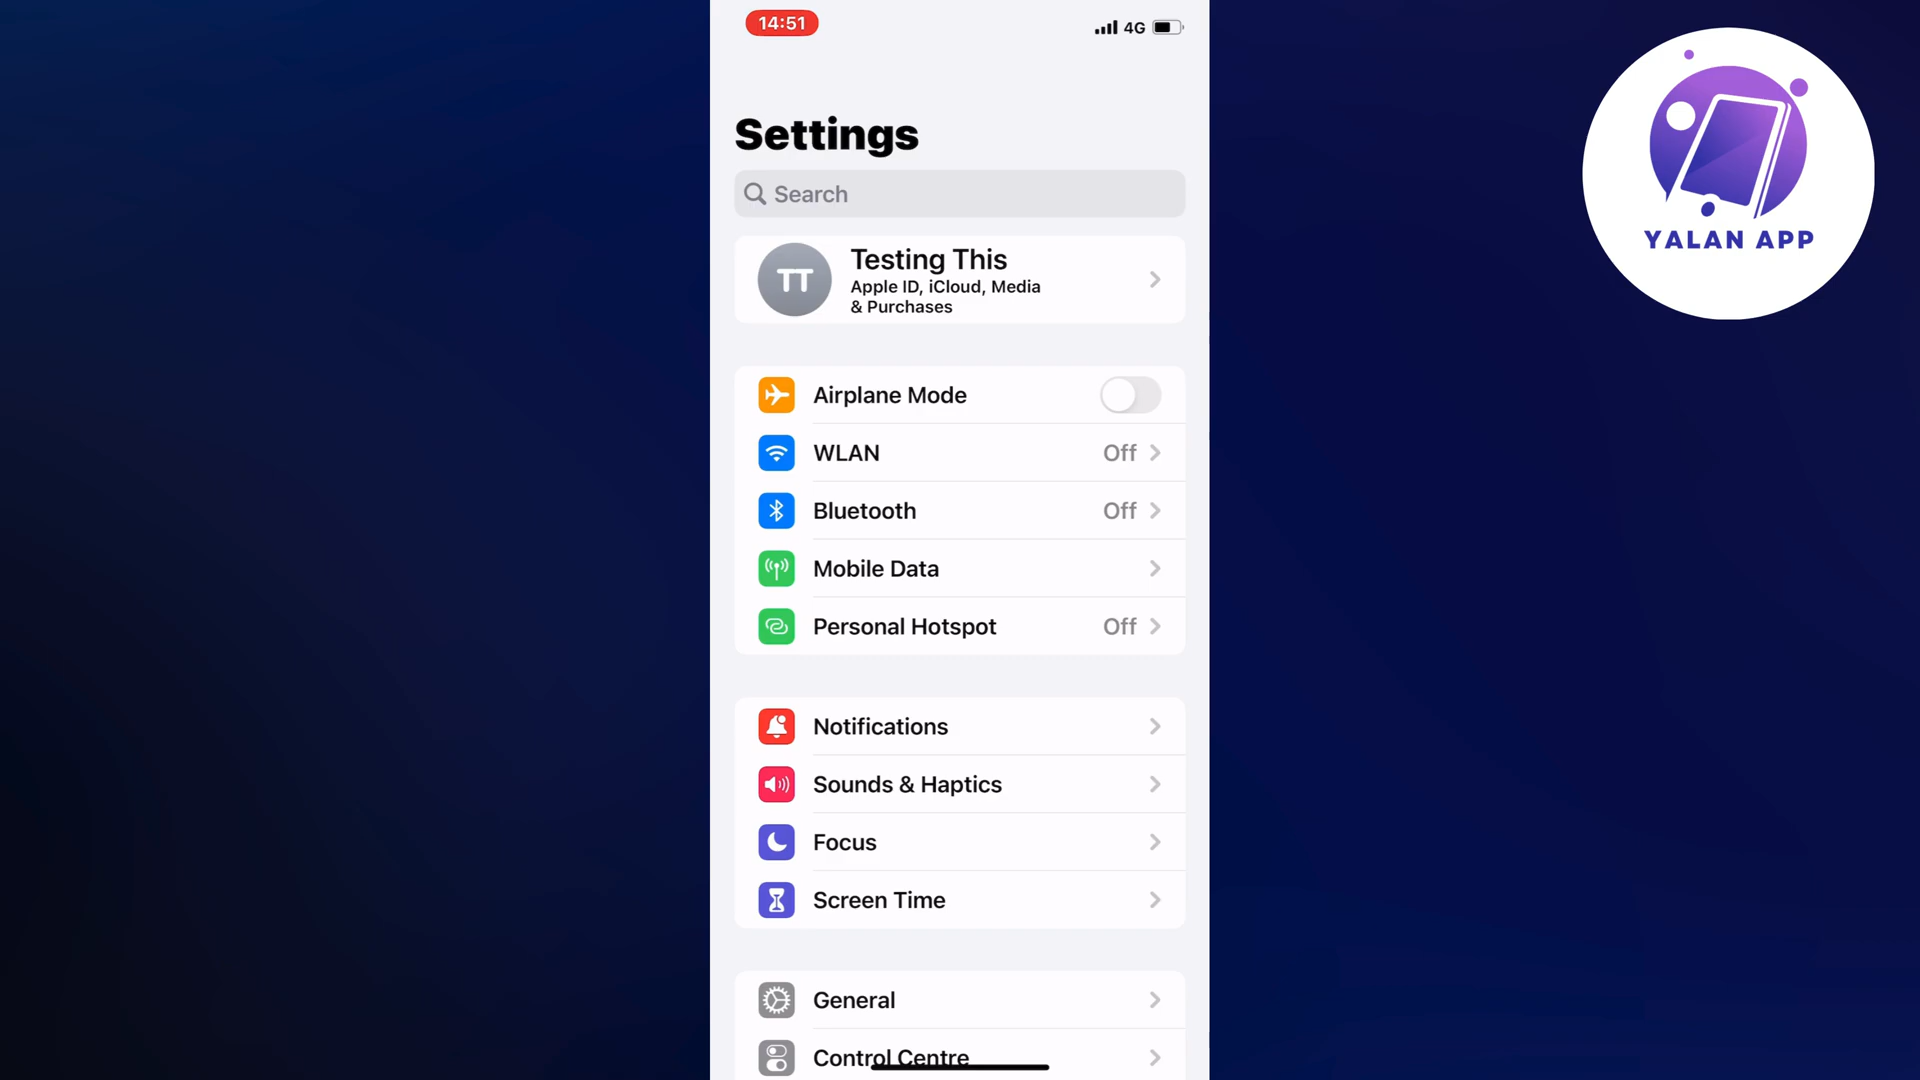 14:51
4G
Settings
Search
TT
Testing This
Apple ID, iCloud, Media
& Purchases
Airplane Mode
WLAN Off
Bluetooth Off
Mobile Data
Personal Hotspot Off
Notifications
Sounds & Haptics
Focus
Screen Time
General
Control Centre
YALAN APP